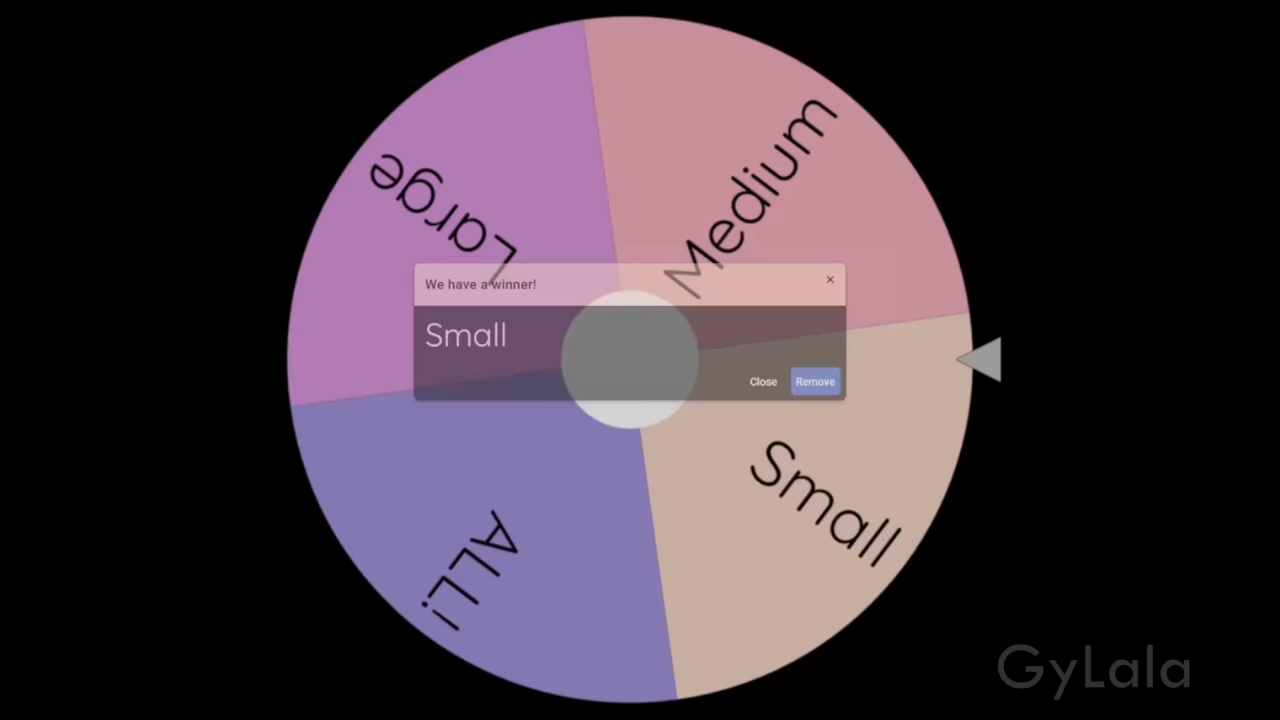 Medium
Large
We have a winner!
×
Small
Close
Remove
Small
ALL!
GyLala